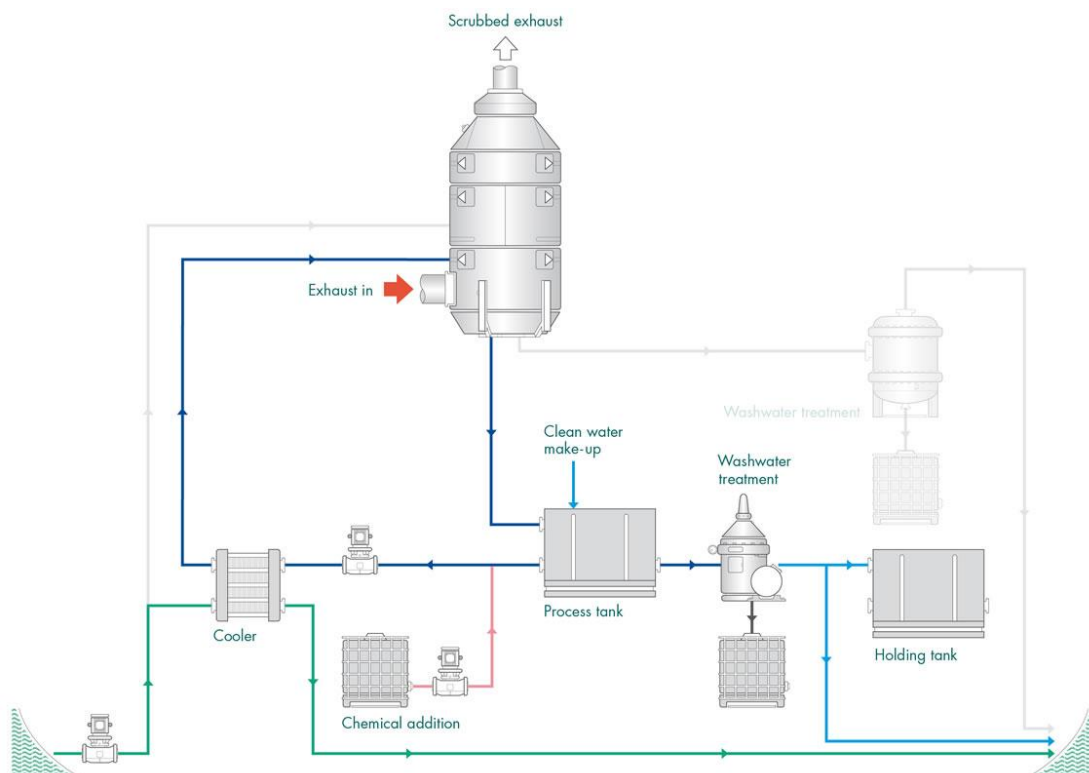 Scrubbed exhaust
Exhaust in
Washwater treatment
Clean water
make-up
Washwater
treatment
Process tank
Cooler
Holding tank
Chemical addition